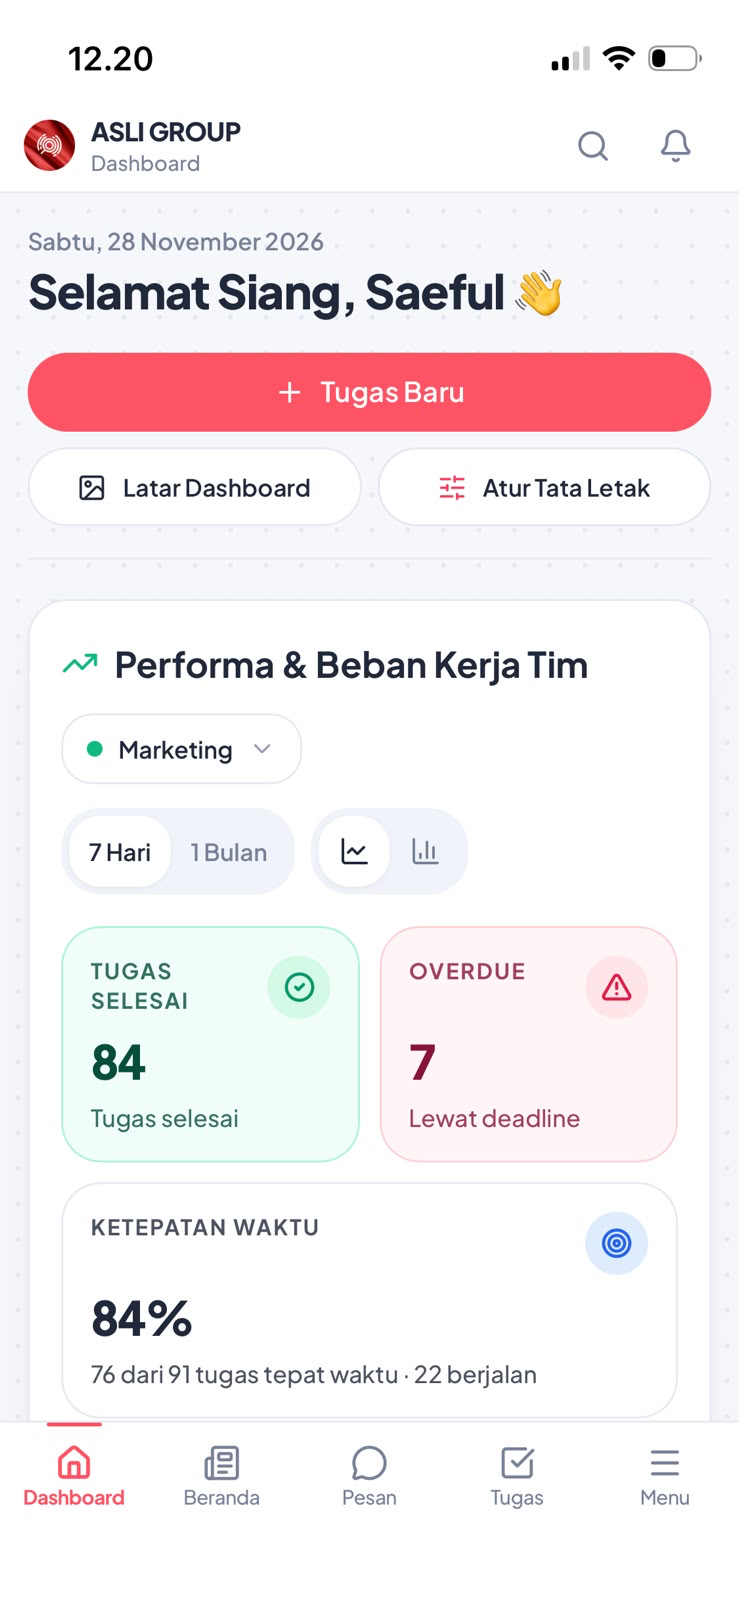 12.20
ASLI GROUP
Dashboard
Sabtu, 28 November 2026
Selamat Siang, Saeful 👋
Tugas Baru
Latar Dashboard
Atur Tata Letak
Performa & Beban Kerja Tim
Marketing
7 Hari
1 Bulan
TUGAS
SELESAI
84
Tugas selesai
OVERDUE
7
Lewat deadline
KETEPATAN WAKTU
84%
76 dari 91 tugas tepat waktu · 22 berjalan
Dashboard
Beranda
Pesan
Tugas
Menu